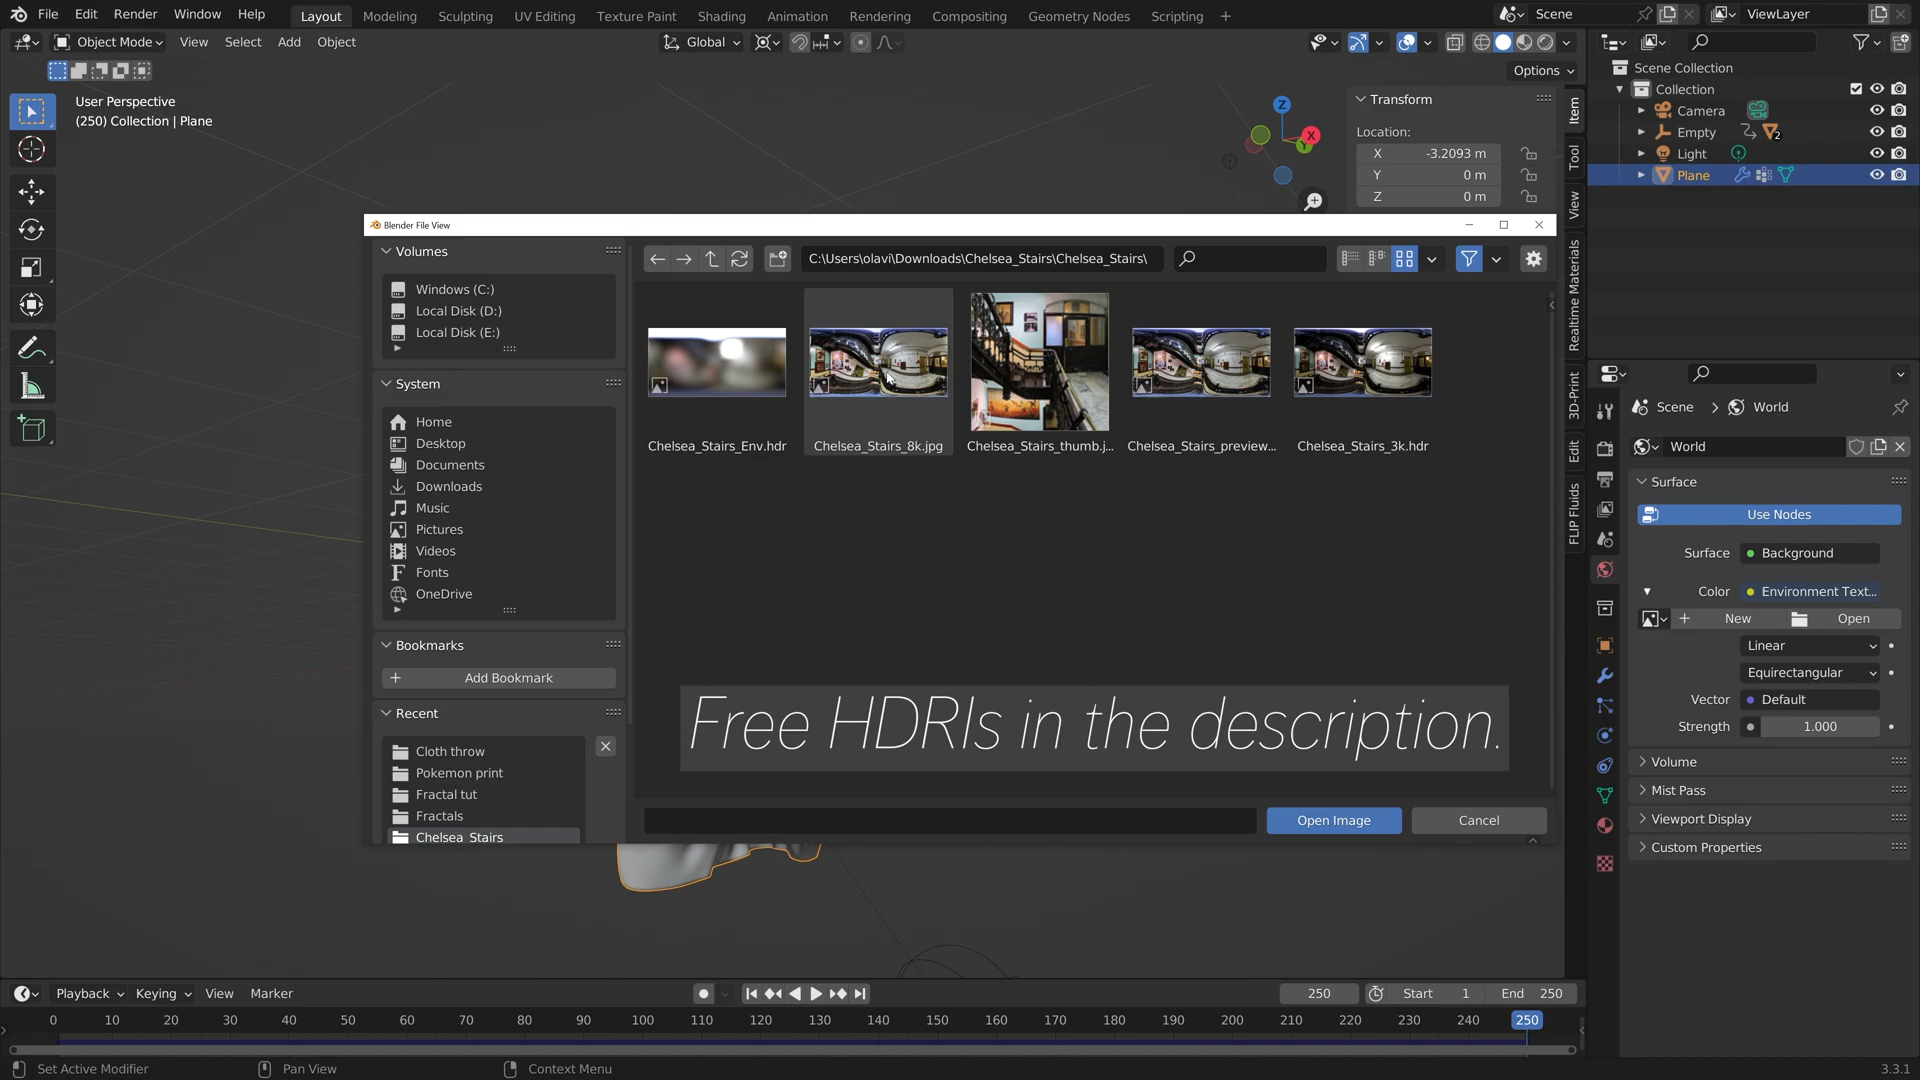 File Edit Render Window Help Layout Modeling Sculpting UV Editing Texture Paint Shading Animation Rendering Compositing Geometry Nodes Scripting + Scene ViewLayer
Object Mode View Select Add Object Global
Options
User Perspective
(250) Collection | Plane
Z
X
Y
Transform
Location:
X -3.2093 m
Y 0 m
Z 0 m
Item
Tool
View
Realtime Materials
3D-Print
Edit
FLIP Fluids
Scene Collection
Collection
Camera
Empty 2
Light
Plane
Blender File View
Volumes
Windows (C:)
Local Disk (D:)
Local Disk (E:)
System
Home
Desktop
Documents
Downloads
Music
Pictures
Videos
Fonts
OneDrive
Bookmarks
Add Bookmark
Recent
Cloth throw
Pokemon print
Fractal tut
Fractals
Chelsea_Stairs
C:\Users\olavi\Downloads\Chelsea_Stairs\Chelsea_Stairs\
Chelsea_Stairs_Env.hdr Chelsea_Stairs_8k.jpg Chelsea_Stairs_thumb.j... Chelsea_Stairs_preview... Chelsea_Stairs_3k.hdr
Free HDRIs in the description.
Open Image Cancel
Scene > World
World
Surface
Use Nodes
Surface Background
Color Environment Text...
New Open
Linear
Equirectangular
Vector Default
Strength 1.000
Volume
Mist Pass
Viewport Display
Custom Properties
Playback Keying View Marker 250 Start 1 End 250
0 10 20 30 40 50 60 70 80 90 100 110 120 130 140 150 160 170 180 190 200 210 220 230 240 250
Set Active Modifier Pan View Context Menu 3.3.1